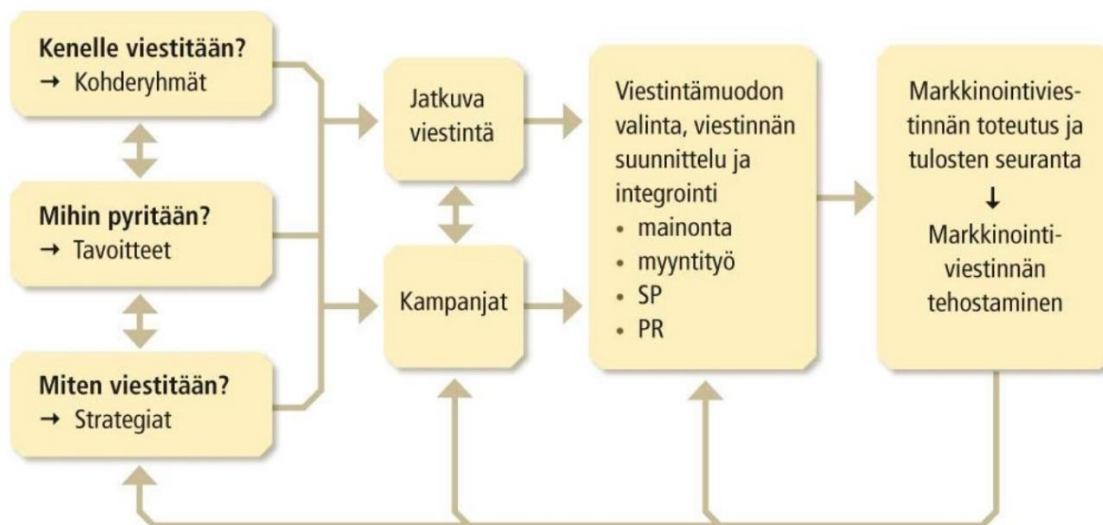 Kenelle viestitään?
→ Kohderyhmät
Mihin pyritään?
→ Tavoitteet
Miten viestitään?
→ Strategiat
Jatkuva
viestintä
Kampanjat
Viestintämuodon
valinta, viestinnän
suunnittelu ja
integrointi
• mainonta
• myyntityö
• SP
• PR
Markkinointivies-
tinnän toteutus ja
tulosten seuranta
↓
Markkinointi-
viestinnän
tehostaminen